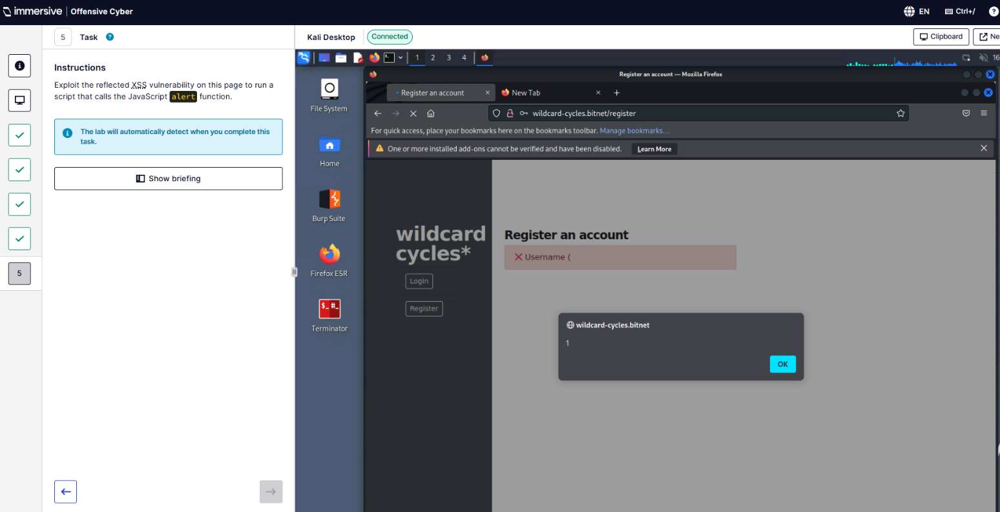 immersive | Offensive Cyber
EN
Ctrl+/
?
5
Task
?
Kali Desktop
Connected
Clipboard
Ne
Instructions
Exploit the reflected XSS vulnerability on this page to run a
script that calls the JavaScript alert function.
The lab will automatically detect when you complete this
task.
Show briefing
5
1
2
3
4
16
File System
Home
Burp Suite
Firefox ESR
$_ #_
Terminator
Register an account — Mozilla Firefox
Register an account
New Tab
wildcard-cycles.bitnet/register
For quick access, place your bookmarks here on the bookmarks toolbar. Manage bookmarks…
One or more installed add-ons cannot be verified and have been disabled.
Learn More
wildcard
cycles*
Login
Register
Register an account
Username (
wildcard-cycles.bitnet
1
OK